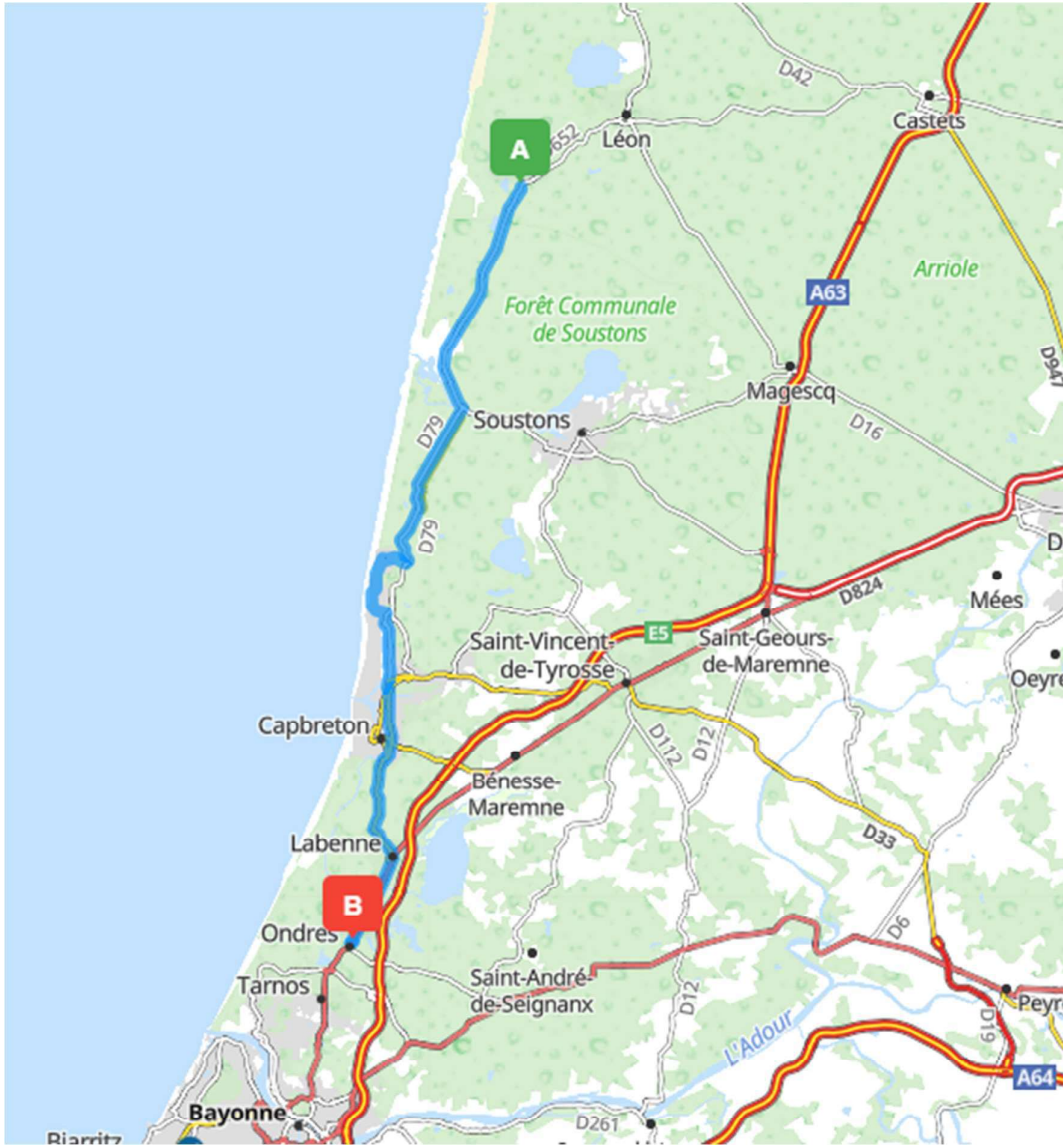 D42
Castets
652
Léon
A
Arriole
A63
Forêt Communale
de Soustons
D947
Magescq
Soustons
D79
D16
D79
D
D824
Mées
E5
Saint-Vincent-
de-Tyrosse
Saint-Geours-
de-Maremne
Oeyre
Capbreton
D112
D12
Bénesse-
Maremne
D33
Labenne
B
Ondres
D6
Saint-André-
de-Seignanx
Tarnos
D12
Peyr
L'Adour
D19
A64
Bayonne
D261
Biarritz